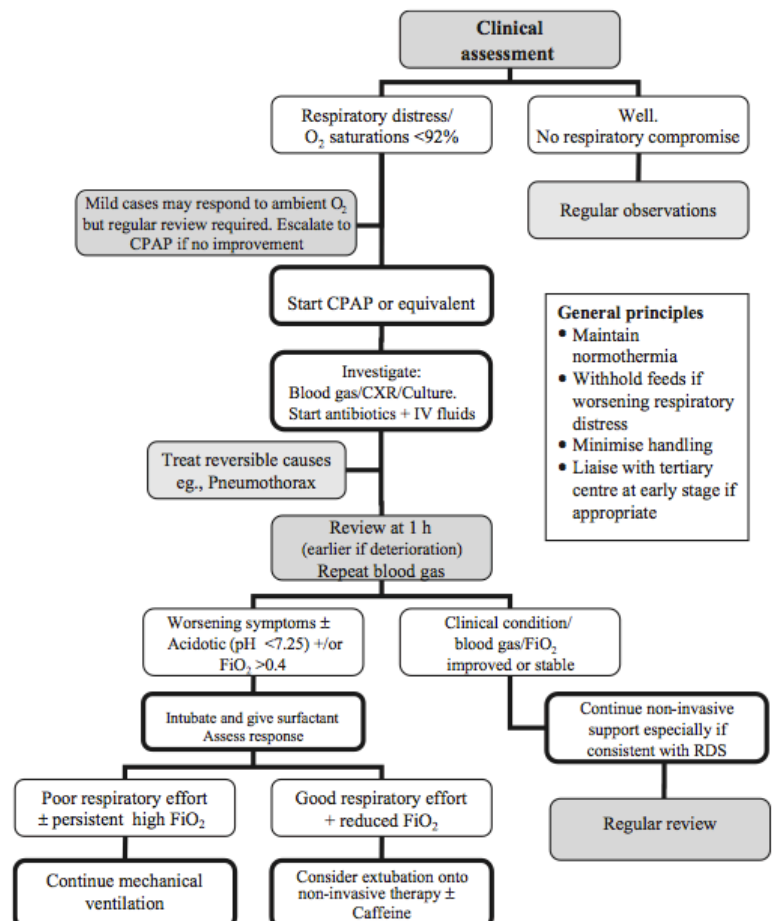 Clinical
assessment
Respiratory distress/
O₂ saturations <92%
Well.
No respiratory compromise
Mild cases may respond to ambient O₂
but regular review required. Escalate to
CPAP if no improvement
Regular observations
Start CPAP or equivalent
General principles
• Maintain
normothermia
• Withhold feeds if
worsening respiratory
distress
• Minimise handling
• Liaise with tertiary
centre at early stage if
appropriate
Investigate:
Blood gas/CXR/Culture.
Start antibiotics + IV fluids
Treat reversible causes
eg., Pneumothorax
Review at 1 h
(earlier if deterioration)
Repeat blood gas
Worsening symptoms ±
Acidotic (pH <7.25) +/or
FiO₂ >0.4
Clinical condition/
blood gas/FiO₂
improved or stable
Intubate and give surfactant
Assess response
Continue non-invasive
support especially if
consistent with RDS
Poor respiratory effort
± persistent high FiO₂
Good respiratory effort
+ reduced FiO₂
Regular review
Continue mechanical
ventilation
Consider extubation onto
non-invasive therapy ±
Caffeine